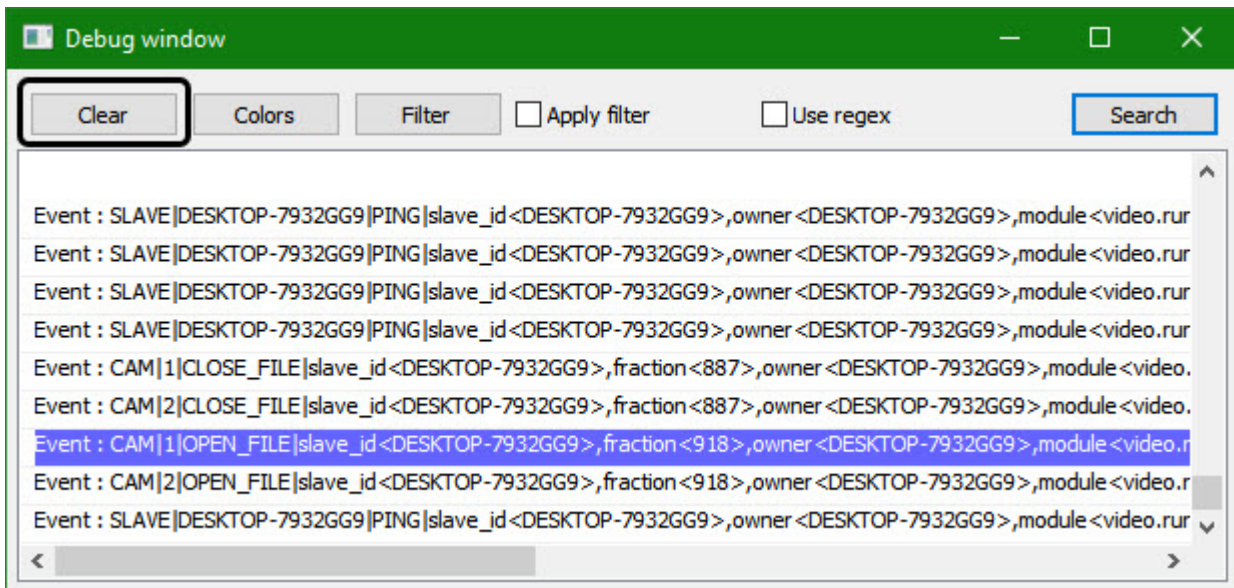 Debug window
Clear Colors Filter Apply filter Use regex Search
Event : SLAVE|DESKTOP-7932GG9|PING|slave_id<DESKTOP-7932GG9>,owner<DESKTOP-7932GG9>,module<video.rur
Event : SLAVE|DESKTOP-7932GG9|PING|slave_id<DESKTOP-7932GG9>,owner<DESKTOP-7932GG9>,module<video.rur
Event : SLAVE|DESKTOP-7932GG9|PING|slave_id<DESKTOP-7932GG9>,owner<DESKTOP-7932GG9>,module<video.rur
Event : SLAVE|DESKTOP-7932GG9|PING|slave_id<DESKTOP-7932GG9>,owner<DESKTOP-7932GG9>,module<video.rur
Event : CAM|1|CLOSE_FILE|slave_id<DESKTOP-7932GG9>,fraction<887>,owner<DESKTOP-7932GG9>,module<video.
Event : CAM|2|CLOSE_FILE|slave_id<DESKTOP-7932GG9>,fraction<887>,owner<DESKTOP-7932GG9>,module<video.
Event : CAM|1|OPEN_FILE|slave_id<DESKTOP-7932GG9>,fraction<918>,owner<DESKTOP-7932GG9>,module<video.r
Event : CAM|2|OPEN_FILE|slave_id<DESKTOP-7932GG9>,fraction<918>,owner<DESKTOP-7932GG9>,module<video.r
Event : SLAVE|DESKTOP-7932GG9|PING|slave_id<DESKTOP-7932GG9>,owner<DESKTOP-7932GG9>,module<video.rur